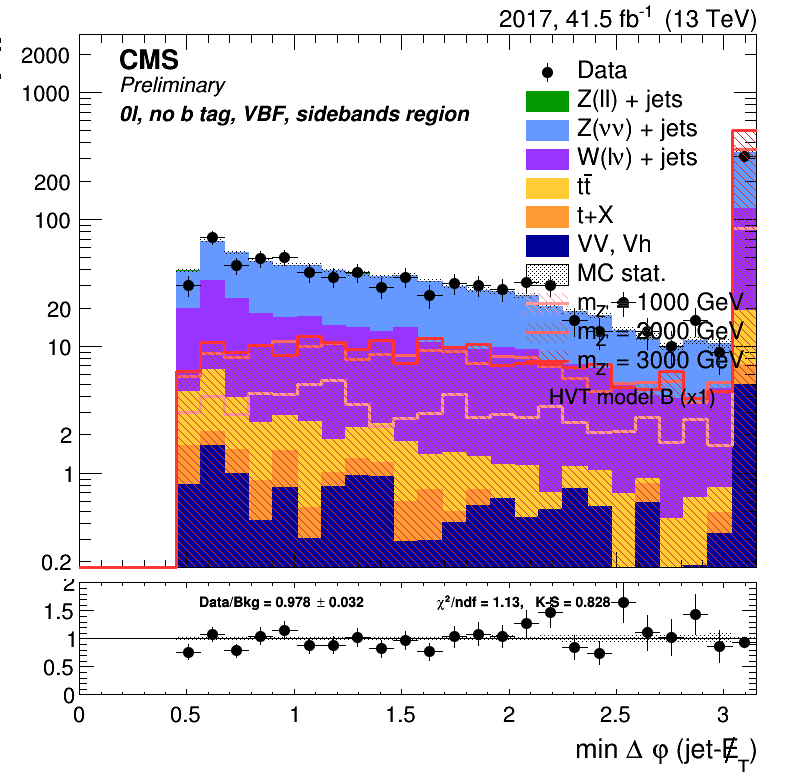 2017, 41.5 fb⁻¹ (13 TeV)
CMS
Preliminary
0l, no b tag, VBF, sidebands region
Data
Z(ll) + jets
Z(νν) + jets
W(lν) + jets
tt̄
t+X
VV, Vh
MC stat.
m_Z' = 1000 GeV
m_Z' = 2000 GeV
m_Z' = 3000 GeV
HVT model B (x1)
2000
1000
200
100
20
10
2
1
0.2
Data/Bkg = 0.978 ± 0.032
χ²/ndf = 1.13, K-S = 0.828
2
1.5
1
0.5
0
0 0.5 1 1.5 2 2.5 3
min Δ φ (jet-E̸_T)